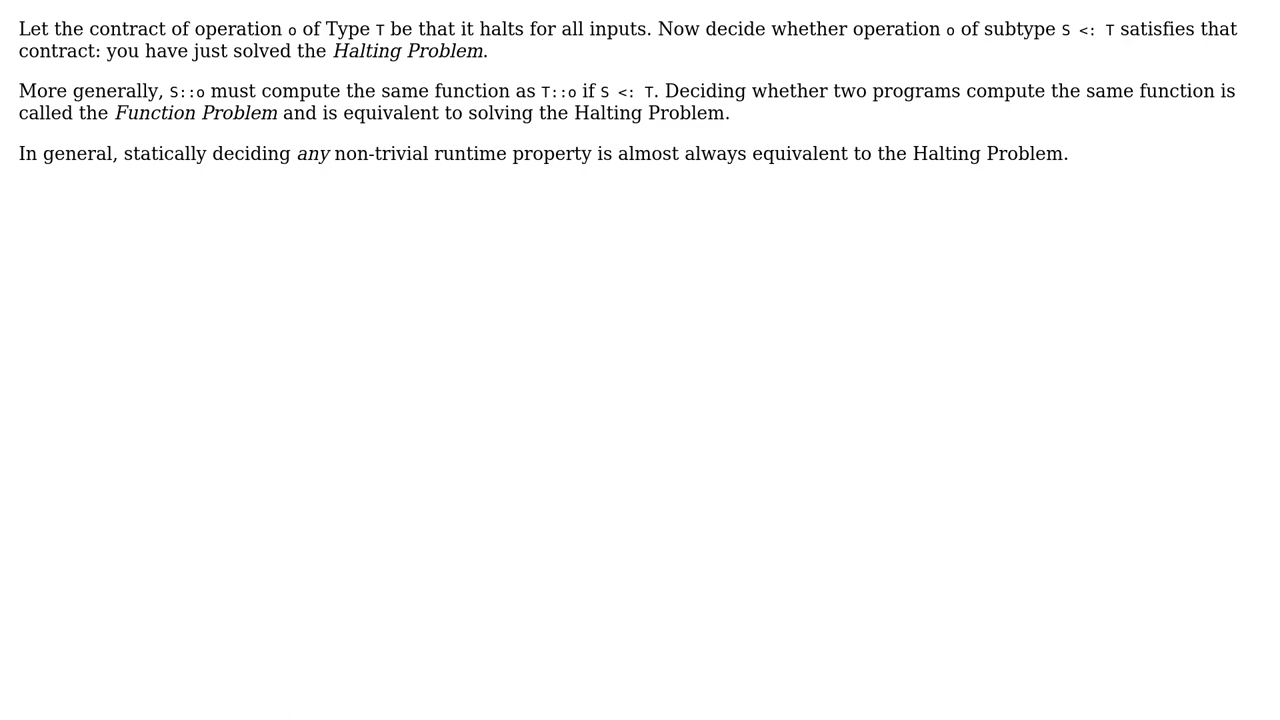 Let the contract of operation o of Type T be that it halts for all inputs. Now decide whether operation o of subtype S <: T satisfies that
contract: you have just solved the Halting Problem.
More generally, S::o must compute the same function as T::o if S <: T. Deciding whether two programs compute the same function is
called the Function Problem and is equivalent to solving the Halting Problem.
In general, statically deciding any non-trivial runtime property is almost always equivalent to the Halting Problem.